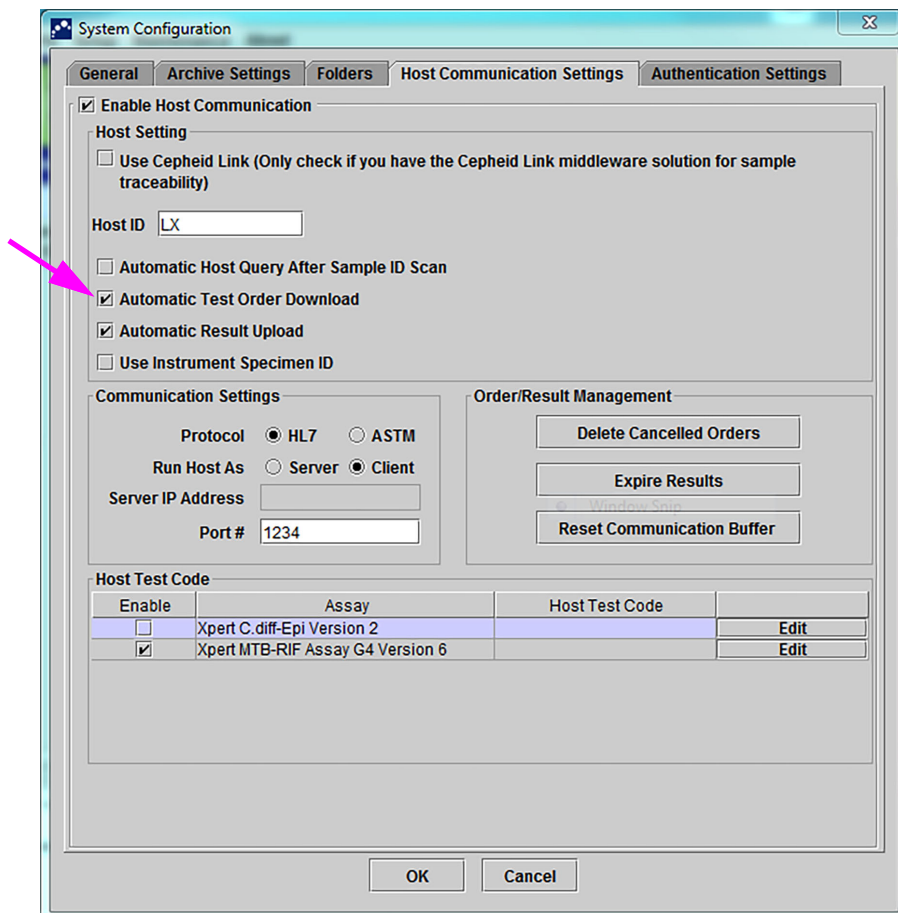 System Configuration
General Archive Settings Folders Host Communication Settings Authentication Settings
Enable Host Communication
Host Setting
Use Cepheid Link (Only check if you have the Cepheid Link middleware solution for sample
traceability)
Host ID LX
Automatic Host Query After Sample ID Scan
Automatic Test Order Download
Automatic Result Upload
Use Instrument Specimen ID
Communication Settings
Protocol HL7 ASTM
Run Host As Server Client
Server IP Address
Port # 1234
Order/Result Management
Delete Cancelled Orders
Expire Results
Window Snip
Reset Communication Buffer
Host Test Code
Enable Assay Host Test Code
Xpert C.diff-Epi Version 2 Edit
Xpert MTB-RIF Assay G4 Version 6 Edit
OK Cancel